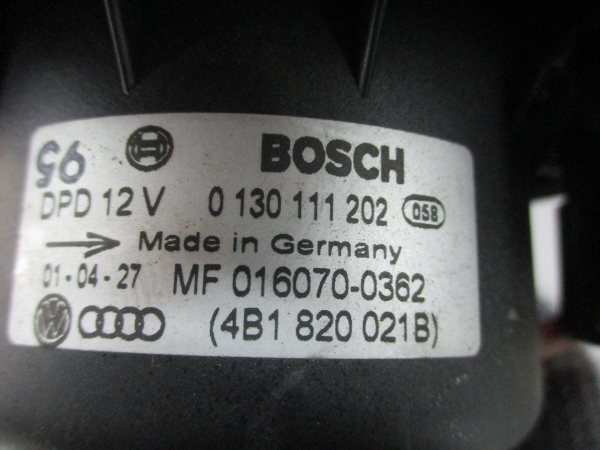 G6
BOSCH
DPD 12 V 0 130 111 202 058
Made in Germany
01-04-27 MF 016070-0362
(4B1 820 021B)